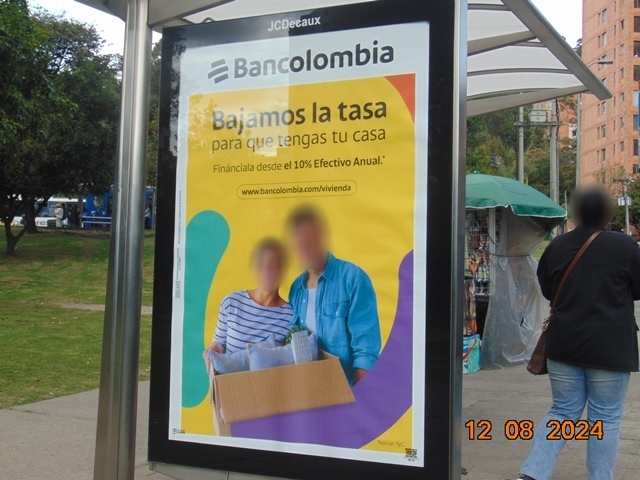 JCDecaux
Bancolombia
Bajamos la tasa
para que tengas tu casa
Finánciala desde el 10% Efectivo Anual.*
www.bancolombia.com/vivienda
12 08 2024